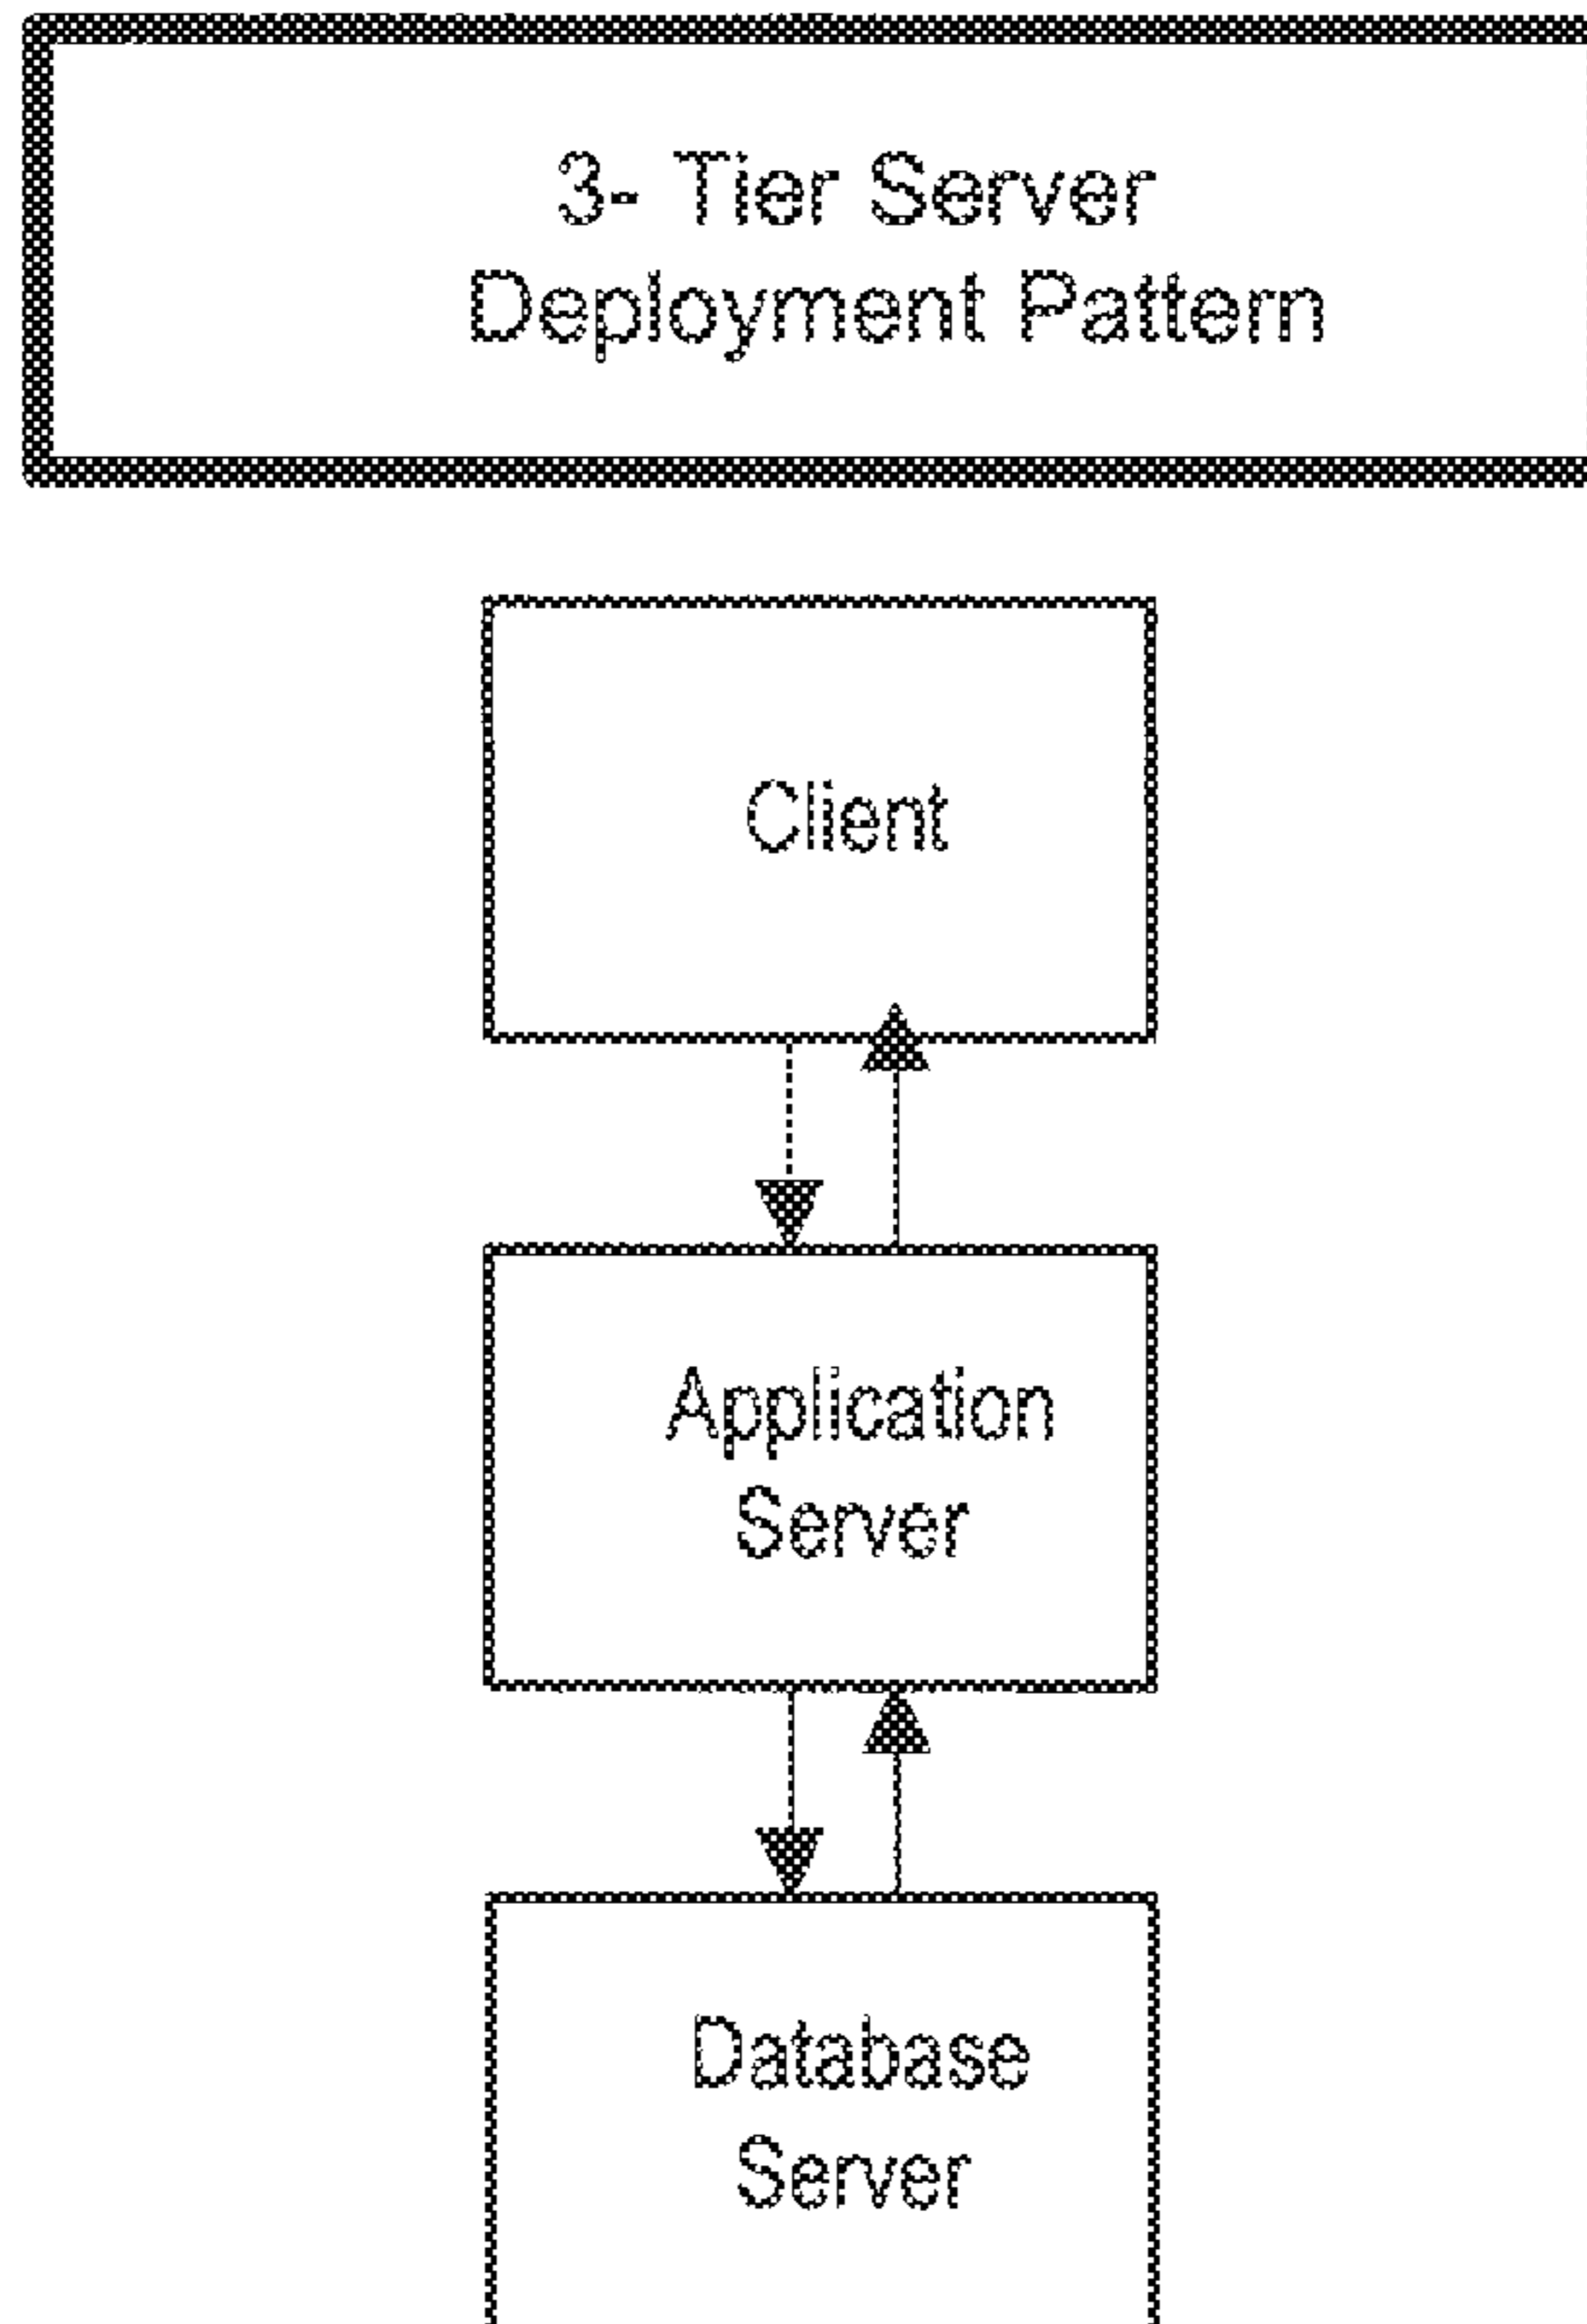 3- Tier Server
Deployment Pattern
Client
Application
Server
Database
Server